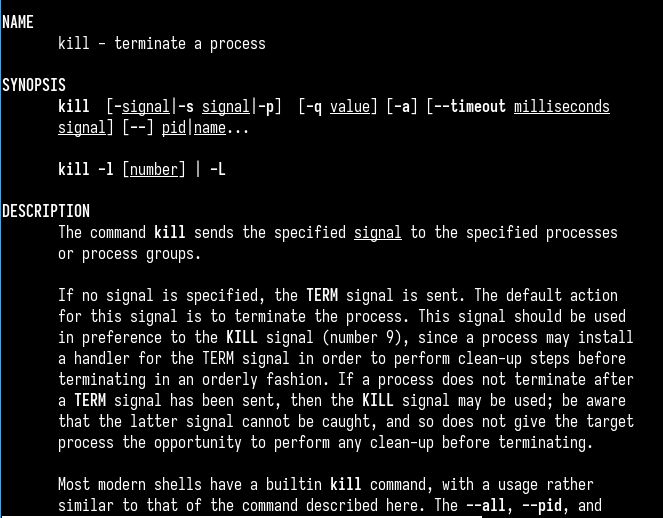 NAME
kill - terminate a process
SYNOPSIS
kill [-signal|-s signal|-p] [-q value] [-a] [--timeout milliseconds
signal] [--] pid|name...
kill -l [number] | -L
DESCRIPTION
The command kill sends the specified signal to the specified processes
or process groups.
If no signal is specified, the TERM signal is sent. The default action
for this signal is to terminate the process. This signal should be used
in preference to the KILL signal (number 9), since a process may install
a handler for the TERM signal in order to perform clean-up steps before
terminating in an orderly fashion. If a process does not terminate after
a TERM signal has been sent, then the KILL signal may be used; be aware
that the latter signal cannot be caught, and so does not give the target
process the opportunity to perform any clean-up before terminating.
Most modern shells have a builtin kill command, with a usage rather
similar to that of the command described here. The --all, --pid, and